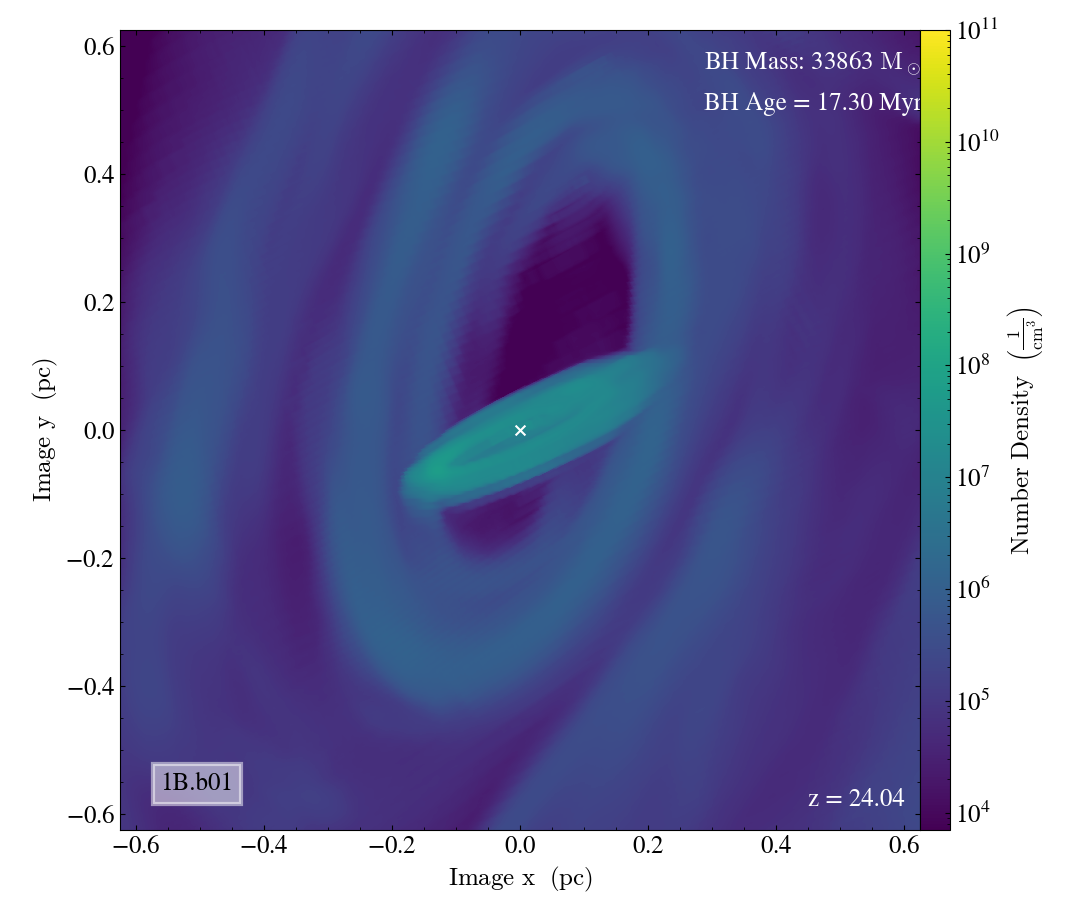 BH Mass: 33863 M☉
BH Age = 17.30 Myr
0.6
0.4
0.2
0.0
−0.2
−0.4
−0.6
Image y (pc)
1B.b01
z = 24.04
−0.6 −0.4 −0.2 0.0 0.2 0.4 0.6
Image x (pc)
10¹¹
10¹⁰
10⁹
10⁸
10⁷
10⁶
10⁵
10⁴
Number Density (1/cm³)